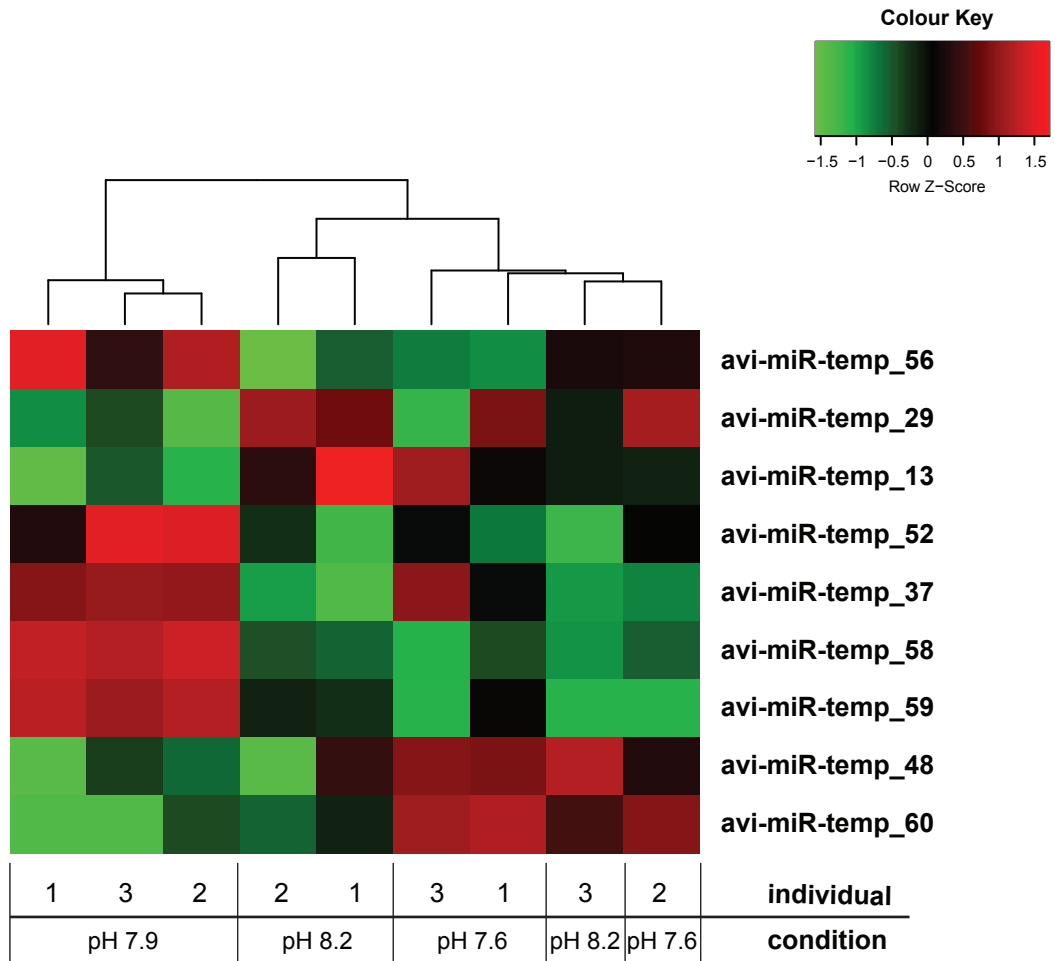 Colour Key
−1.5 −1 −0.5 0 0.5 1 1.5
Row Z−Score
avi-miR-temp_56
avi-miR-temp_29
avi-miR-temp_13
avi-miR-temp_52
avi-miR-temp_37
avi-miR-temp_58
avi-miR-temp_59
avi-miR-temp_48
avi-miR-temp_60
1 3 2 2 1 3 1 3 2 individual
pH 7.9 pH 8.2 pH 7.6 pH 8.2 pH 7.6 condition